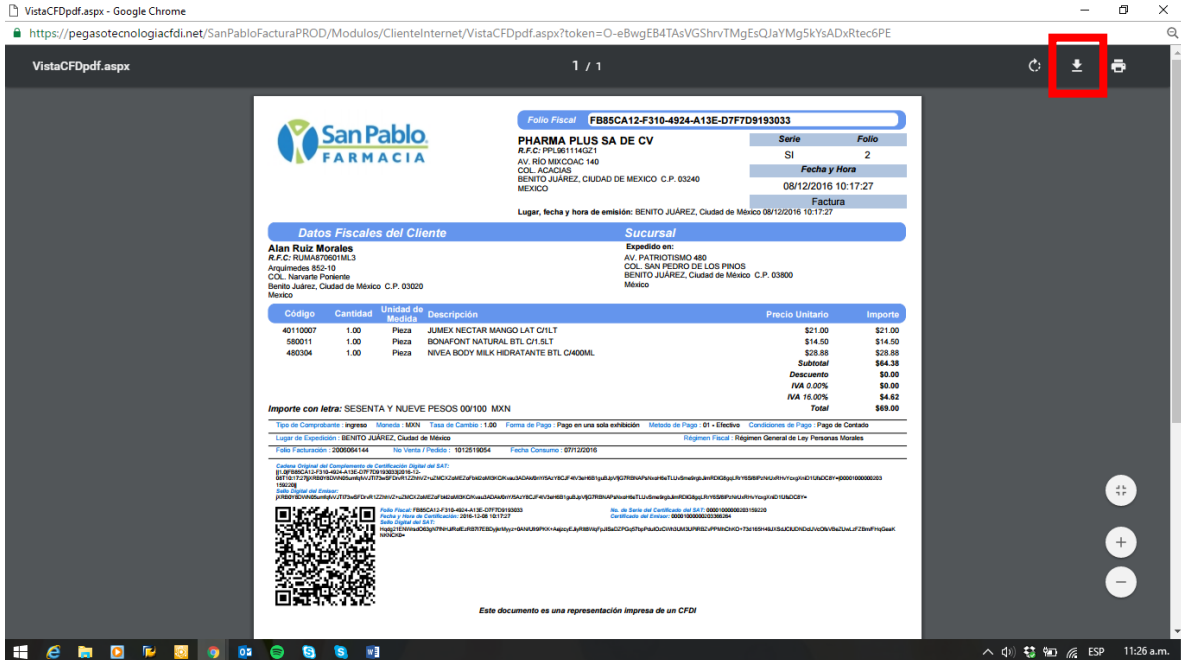 VistaCFDpdf.aspx - Google Chrome
https://pegasotecnologiacfdi.net/SanPabloFacturaPROD/Modulos/ClienteInternet/VistaCFDpdf.aspx?token=O-eBwgEB4TAsVGShrvTMgEsQJaYMg5kYsADxRtec6PE
VistaCFDpdf.aspx 1 / 1
San Pablo
FARMACIA
Folio Fiscal FB85CA12-F310-4924-A13E-D7F7D9193033
PHARMA PLUS SA DE CV
R.F.C: PPL961114GZ1
AV. RÍO MIXCOAC 140
COL. ACACIAS
BENITO JUÁREZ, CIUDAD DE MEXICO C.P. 03240
MEXICO
Serie Folio
SI 2
Fecha y Hora
08/12/2016 10:17:27
Factura
Lugar, fecha y hora de emisión: BENITO JUÁREZ, Ciudad de México 08/12/2016 10:17:27
Datos Fiscales del Cliente
Alan Ruiz Morales
R.F.C: RUMA870601ML3
Arquimedes 852-10
COL. Narvarte Poniente
Benito Juárez, Ciudad de México C.P. 03020
Mexico
Sucursal
Expedido en:
AV. PATRIOTISMO 480
COL. SAN PEDRO DE LOS PINOS
BENITO JUÁREZ, Ciudad de México C.P. 03800
México
Código Cantidad Unidad de Medida Descripción Precio Unitario Importe
40110007 1.00 Pieza JUMEX NECTAR MANGO LAT C/1LT $21.00 $21.00
580011 1.00 Pieza BONAFONT NATURAL BTL C/1.5LT $14.50 $14.50
480304 1.00 Pieza NIVEA BODY MILK HIDRATANTE BTL C/400ML $28.88 $28.88
Subtotal $64.38
Descuento $0.00
IVA 0.00% $0.00
IVA 16.00% $4.62
Importe con letra: SESENTA Y NUEVE PESOS 00/100 MXN Total $69.00
Tipo de Comprobante : ingreso Moneda : MXN Tasa de Cambio : 1.00 Forma de Pago : Pago en una sola exhibición Metodo de Pago : 01 - Efectivo Condiciones de Pago : Pago de Contado
Lugar de Expedición : BENITO JUÁREZ, Ciudad de México Régimen Fiscal : Régimen General de Ley Personas Morales
Folio Facturación : 2006064144 No Venta / Pedido : 1012519054 Fecha Consumo : 07/12/2016
Cadena Original del Complemento de Certificación Digital del SAT:
Sello Digital del Emisor:
Folio Fiscal: FB85CA12-F310-4924-A13E-D7F7D9193033 No. de Serie del Certificado del SAT: 00001000000203159220
Fecha y Hora de Certificación: 2016-12-08 10:17:27
Sello Digital del SAT:
Este documento es una representación impresa de un CFDI
ESP 11:26 a.m.